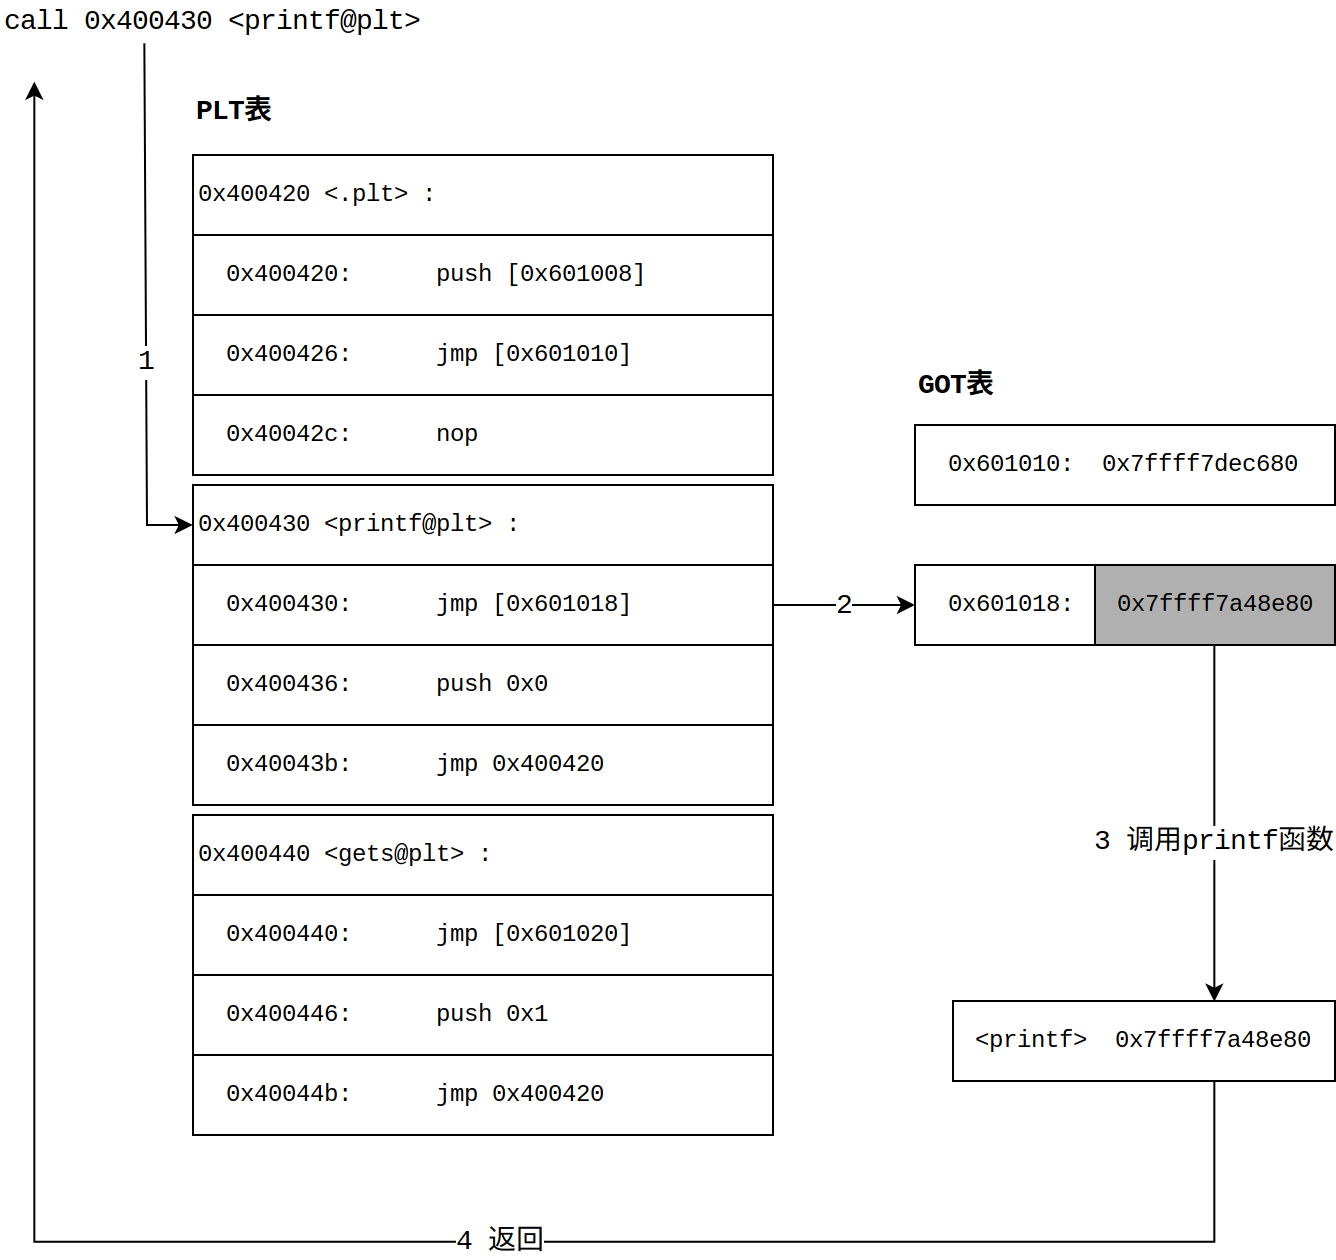 call 0x400430 <printf@plt>
PLT表
0x400420 <.plt> :
0x400420: push [0x601008]
0x400426: jmp [0x601010]
0x40042c: nop
1
GOT表
0x601010: 0x7ffff7dec680
0x400430 <printf@plt> :
0x400430: jmp [0x601018]
2
0x601018: 0x7ffff7a48e80
0x400436: push 0x0
0x40043b: jmp 0x400420
3 调用printf函数
0x400440 <gets@plt> :
0x400440: jmp [0x601020]
0x400446: push 0x1
0x40044b: jmp 0x400420
<printf> 0x7ffff7a48e80
4 返回